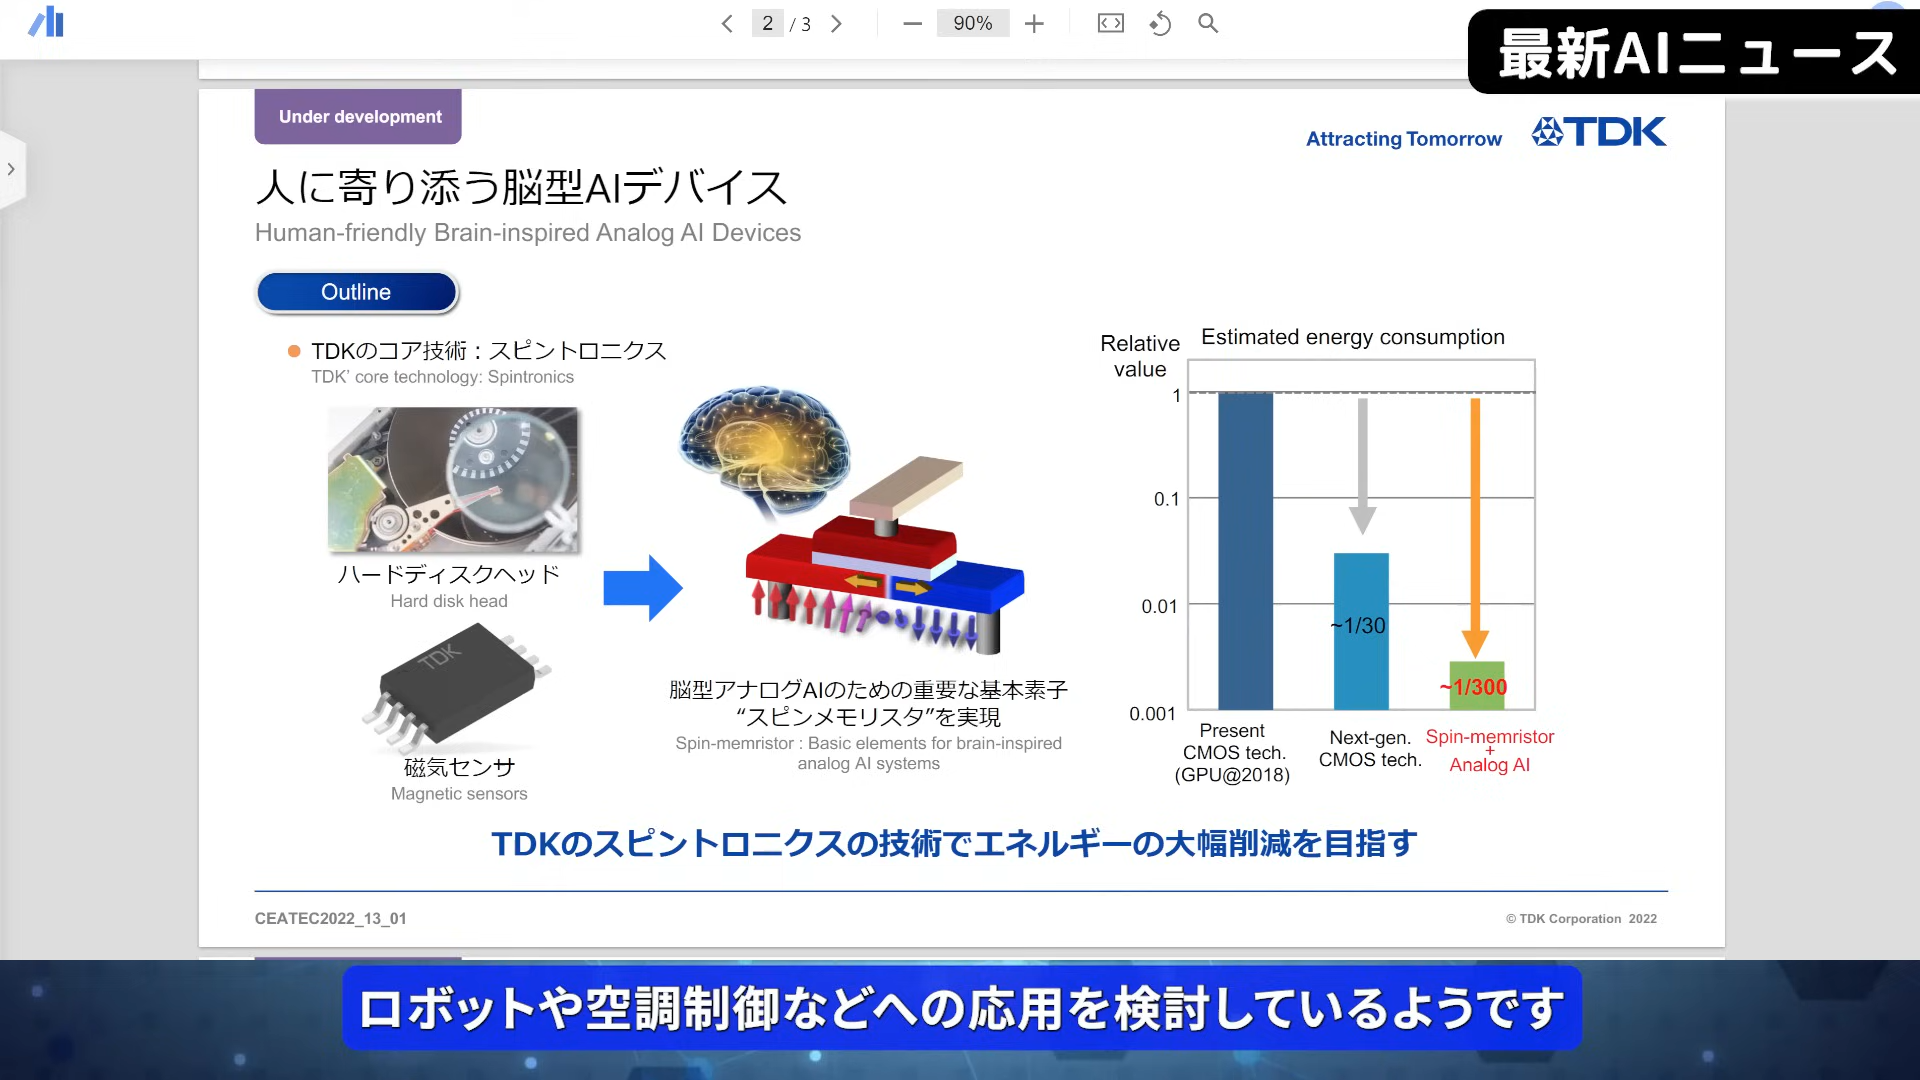 2 / 3
90%
最新AIニュース
Under development
Attracting Tomorrow
TDK
人に寄り添う脳型AIデバイス
Human-friendly Brain-inspired Analog AI Devices
Outline
TDKのコア技術：スピントロニクス
TDK’ core technology: Spintronics
ハードディスクヘッド
Hard disk head
TDK
磁気センサ
Magnetic sensors
脳型アナログAIのための重要な基本素子
“スピンメモリスタ”を実現
Spin-memristor : Basic elements for brain-inspired
analog AI systems
Relative
value
Estimated energy consumption
1
0.1
0.01
0.001
~1/30
~1/300
Present
CMOS tech.
(GPU@2018)
Next-gen.
CMOS tech.
Spin-memristor
+
Analog AI
TDKのスピントロニクスの技術でエネルギーの大幅削減を目指す
CEATEC2022_13_01
© TDK Corporation 2022
ロボットや空調制御などへの応用を検討しているようです